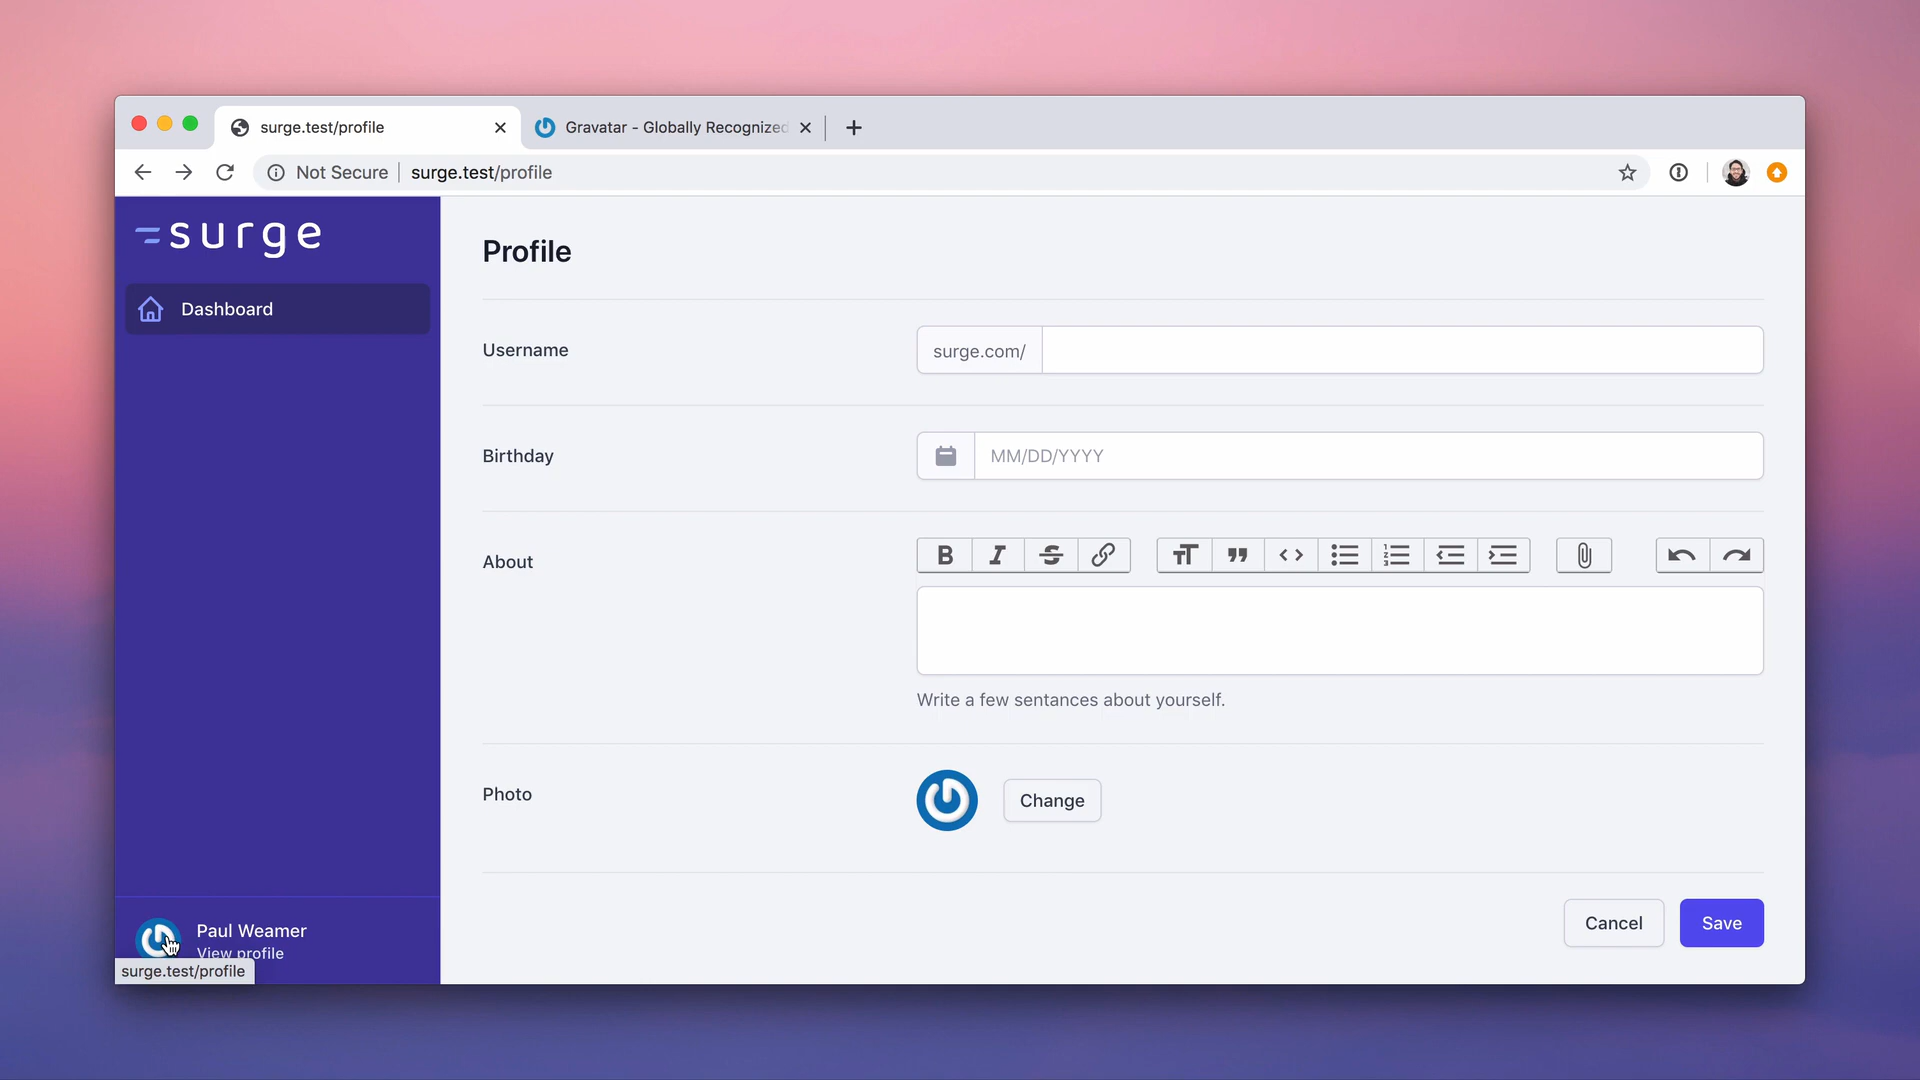 surge.test/profile
Gravatar - Globally Recognized
Not Secure
surge.test/profile
surge
Dashboard
Profile
Username
surge.com/
Birthday
MM/DD/YYYY
About
Write a few sentences about yourself.
Photo
Change
Cancel
Save
Paul Weamer
View profile
surge.test/profile